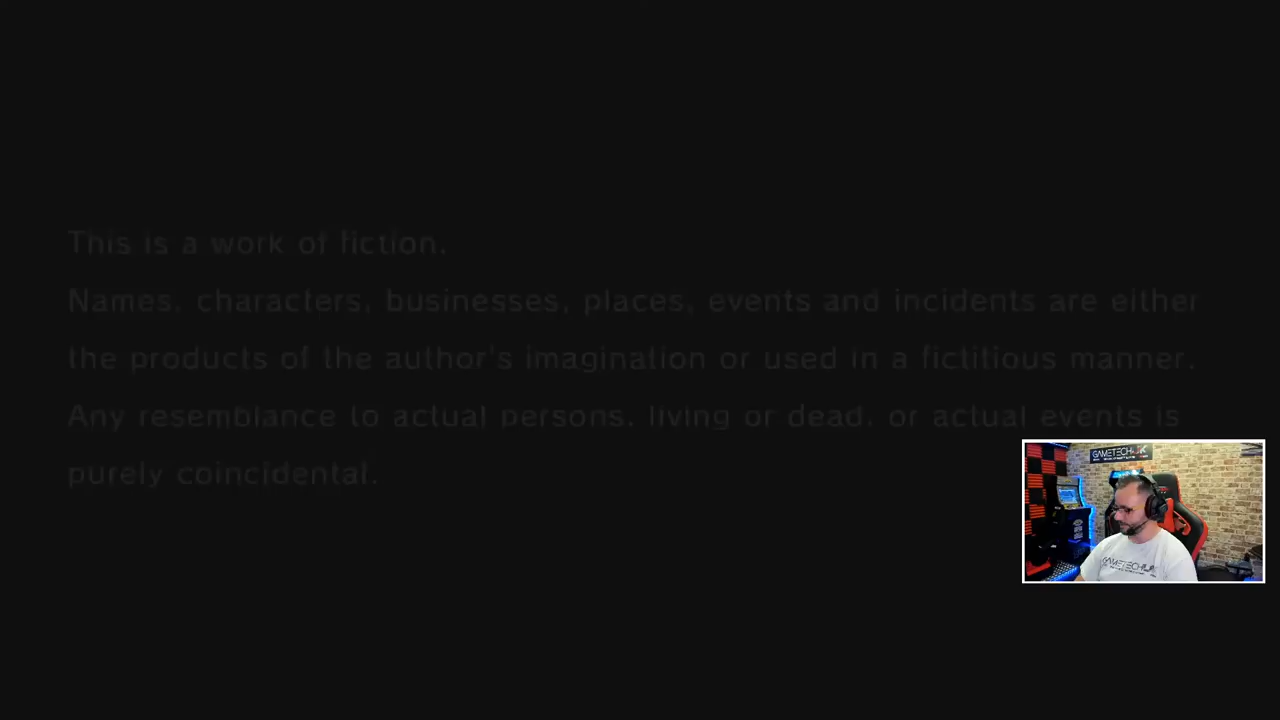 This is a work of fiction.
Names, characters, businesses, places, events and incidents are either
the products of the author's imagination or used in a fictitious manner.
Any resemblance to actual persons, living or dead, or actual events is
purely coincidental.
GAMETECHUK
GAMETECHUK